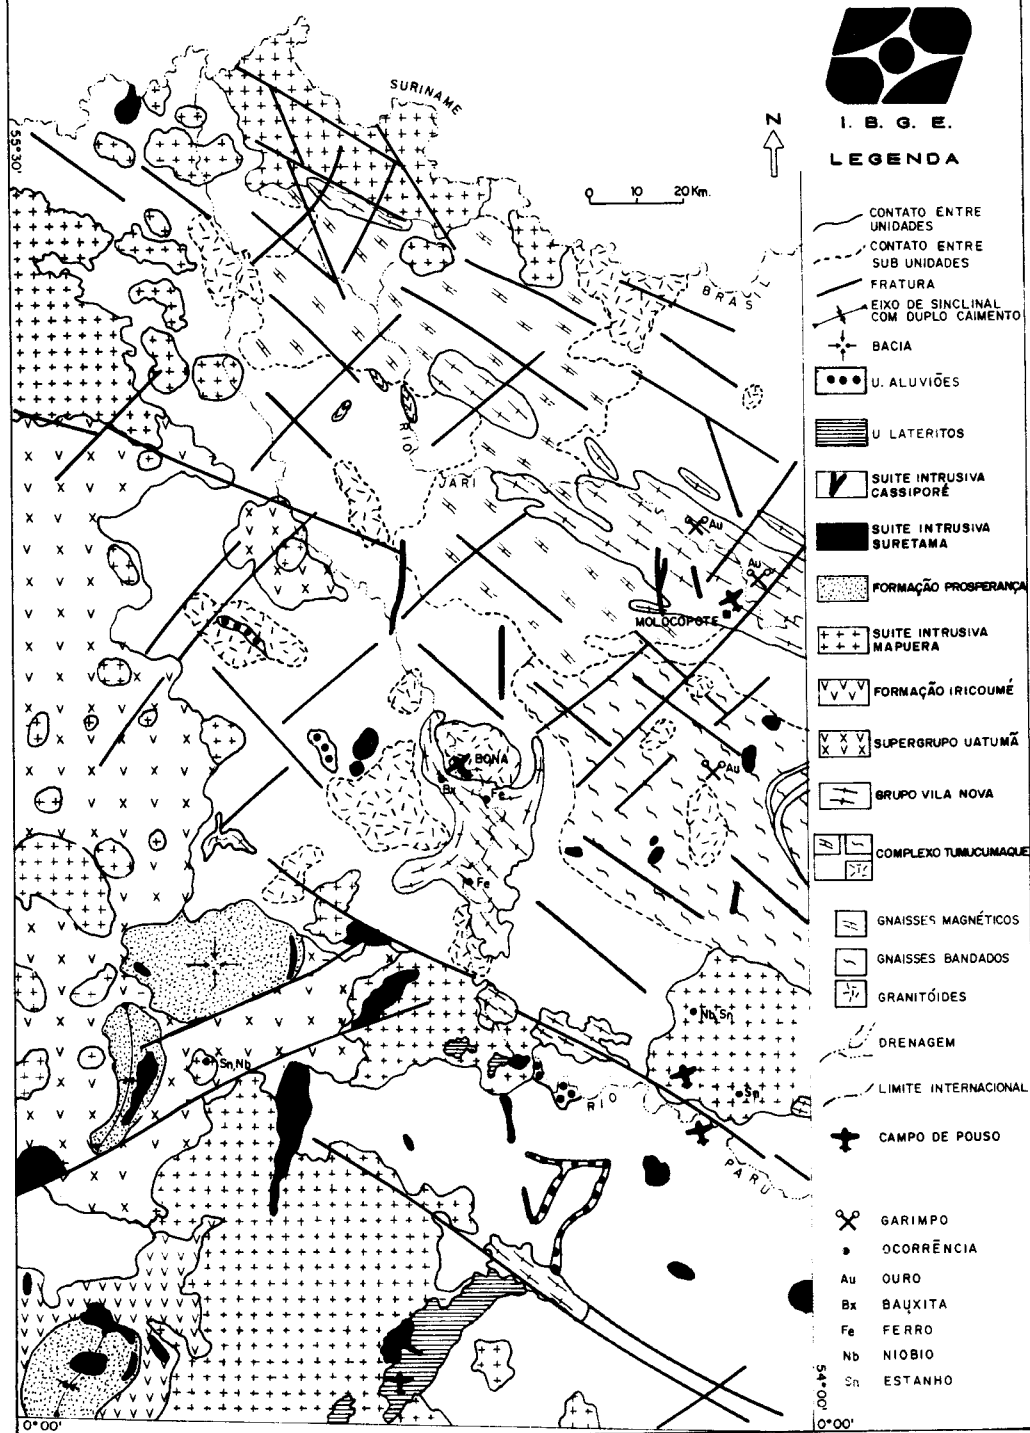 I. B. G. E.
LEGENDA
SURINAME
N
55°30'
0 10 20Km.
CONTATO ENTRE
UNIDADES
CONTATO ENTRE
SUB UNIDADES
FRATURA
EIXO DE SINCLINAL
COM DUPLO CAIMENTO
BACIA
U. ALUVIÕES
U LATERITOS
SUITE INTRUSIVA
CASSIPORÉ
SUITE INTRUSIVA
SURETAMA
FORMAÇÃO PROSPERANÇA
SUITE INTRUSIVA
MAPUERA
FORMAÇÃO IRICOUMÉ
SUPERGRUPO UATUMÃ
GRUPO VILA NOVA
COMPLEXO TUMUCUMAQUE
GNAISSES MAGNÉTICOS
GNAISSES BANDADOS
GRANITÓIDES
DRENAGEM
LIMITE INTERNACIONAL
CAMPO DE POUSO
GARIMPO
OCORRÊNCIA
Au OURO
Bx BAUXITA
Fe FERRO
Nb NIOBIO
Sn ESTANHO
BRAS
RIO
JARI
Au
Au
MOLOCOPOTE
BONA
Au
Bx
Fe
Fe
Nb,Sn
Sn,Nb
Sn
RIO
PARU
54°00'
0°00'
0°00'